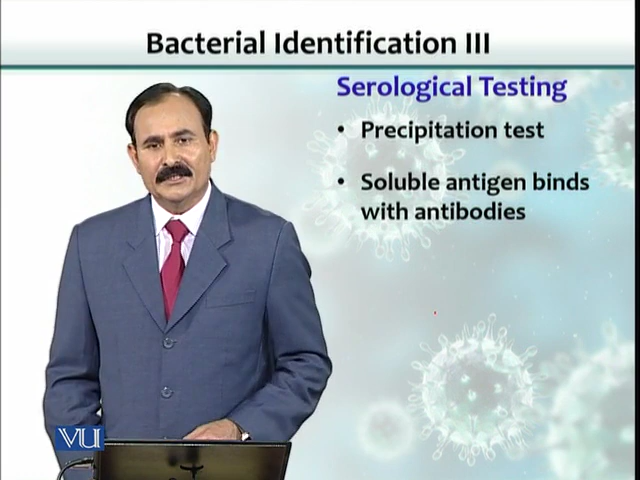 Bacterial Identification III
Serological Testing
• Precipitation test
• Soluble antigen binds
with antibodies
VU